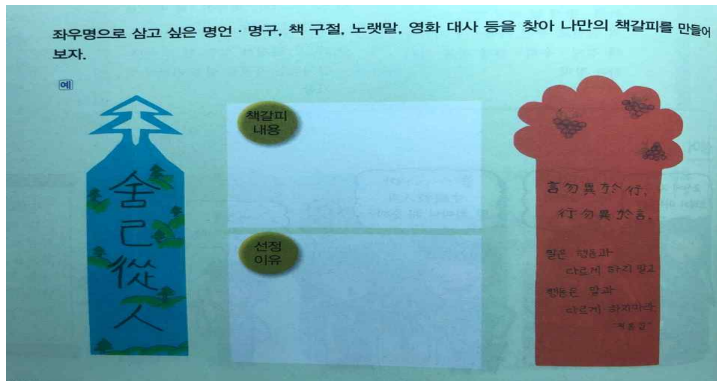 좌우명으로 삼고 싶은 명언·명구, 책 구절, 노랫말, 영화 대사 등을 찾아 나만의 책갈피를 만들어
보자.
예
책갈피
내용
선정
이유
舍
己
從
人
言勿異於行,
行勿異於言.
말은 행동과
다르게 하지 말고
행동은 말과
다르게 하지마라